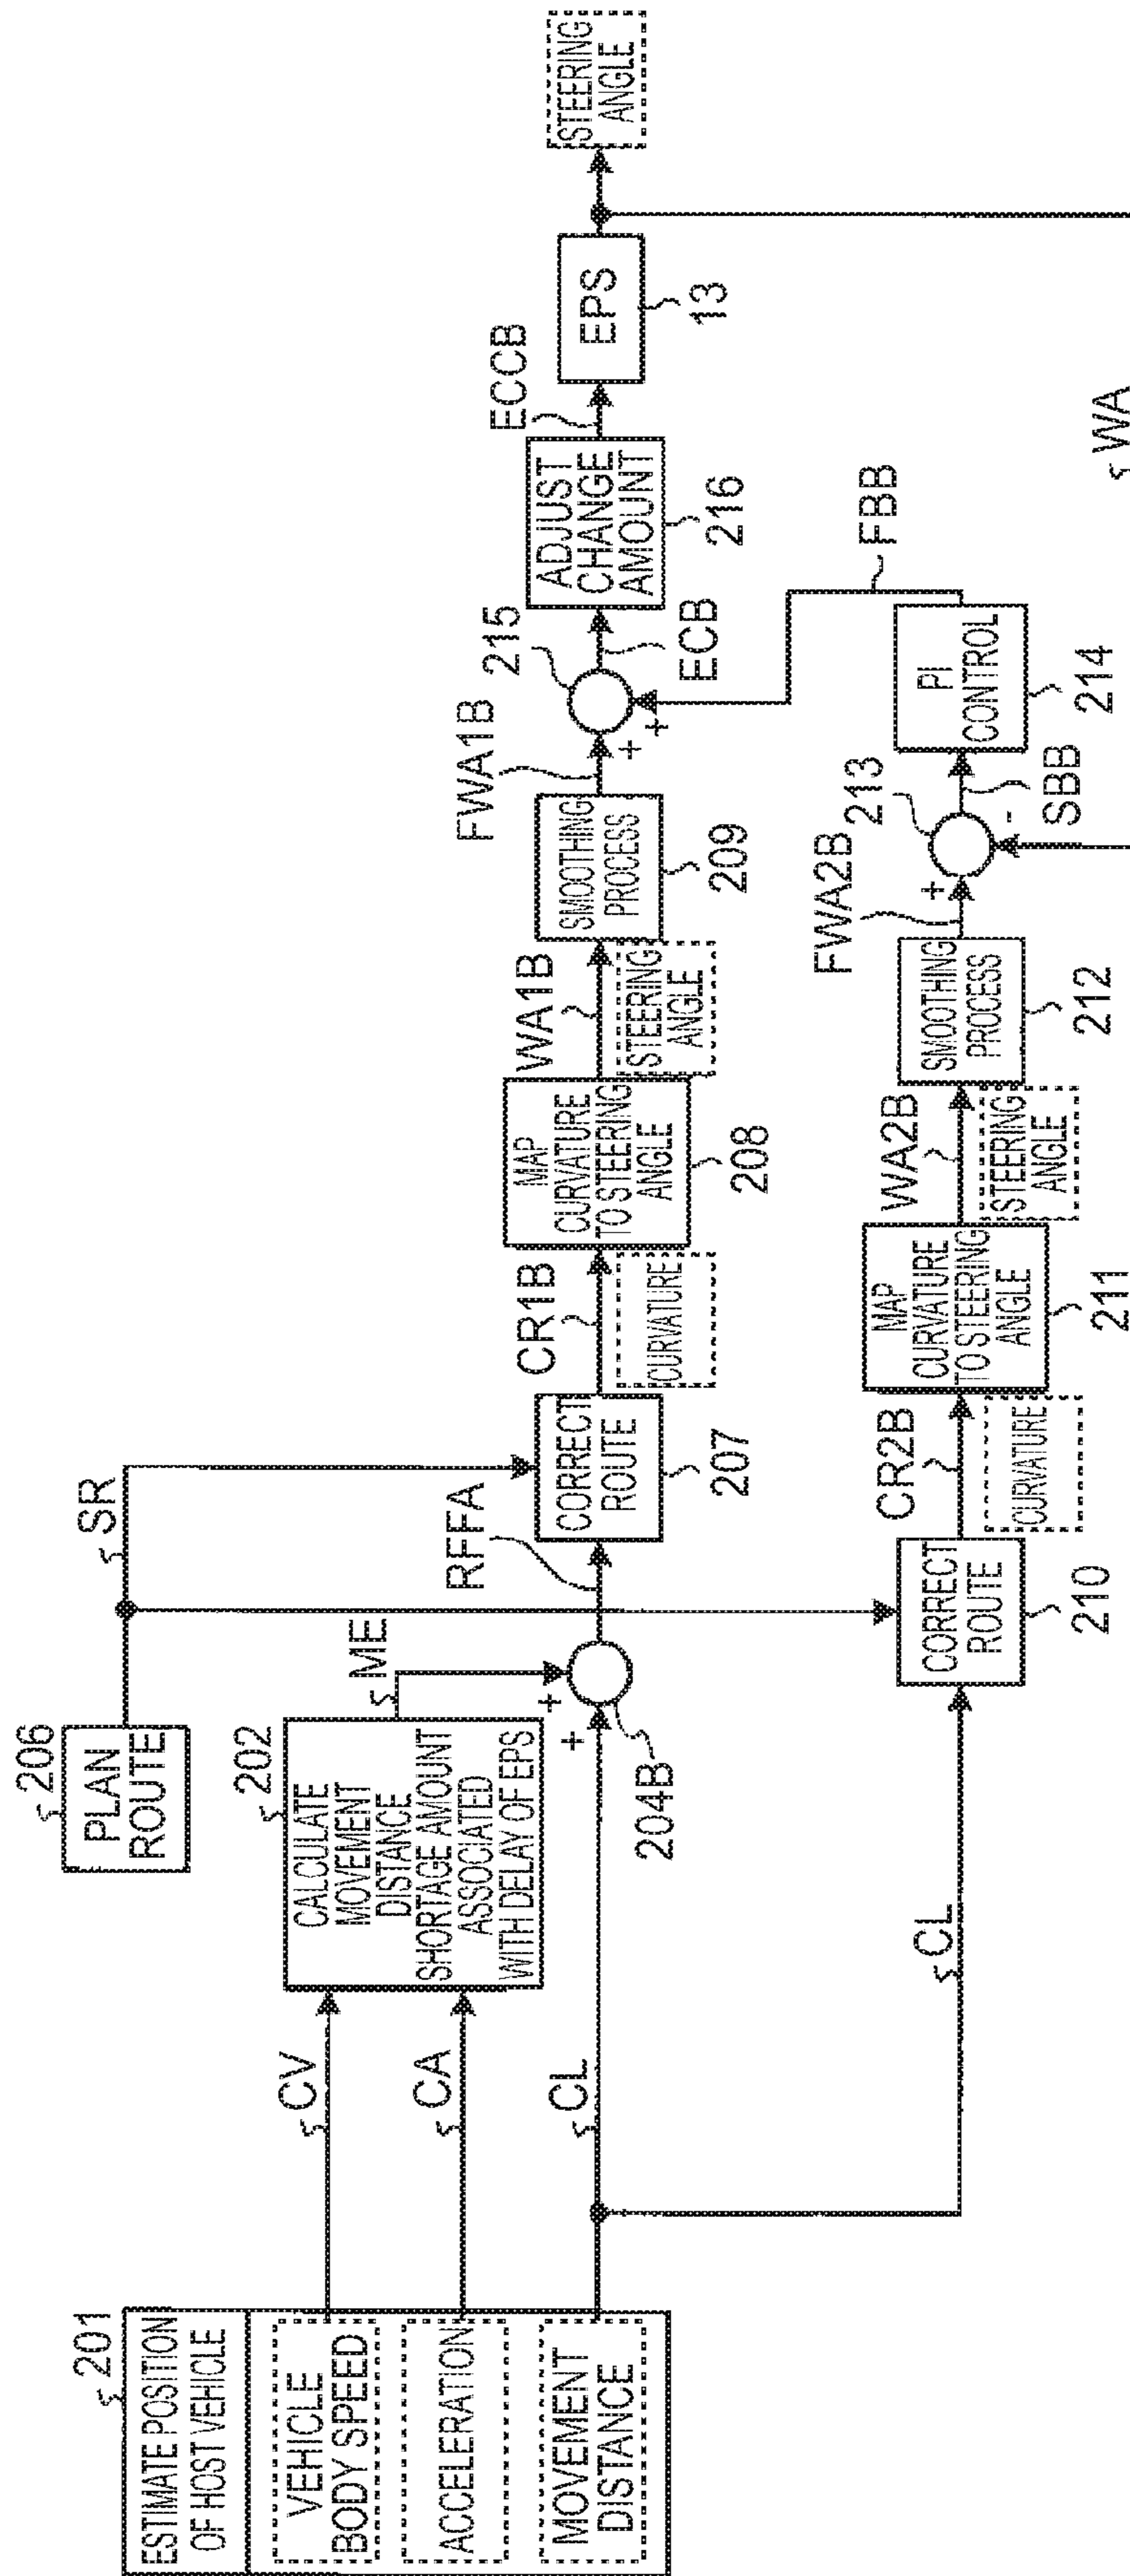 201
ESTIMATE POSITION
OF HOST VEHICLE
VEHICLE
BODY SPEED
ACCELERATION
MOVEMENT
DISTANCE
CV
CA
CL
CL
206
PLAN
ROUTE
SR
202
CALCULATE
MOVEMENT
DISTANCE
SHORTAGE AMOUNT
ASSOCIATED
WITH DELAY OF EPS
ME
+
+
204B
RFFA
CORRECT
ROUTE
207
CR1B
CURVATURE
MAP
CURVATURE
TO STEERING
ANGLE
208
WA1B
STEERING
ANGLE
SMOOTHING
PROCESS
209
FWA1B
+
+
215
ECB
ADJUST
CHANGE
AMOUNT
216
ECCB
EPS
13
STEERING
ANGLE
CORRECT
ROUTE
210
CR2B
CURVATURE
MAP
CURVATURE
TO STEERING
ANGLE
211
WA2B
STEERING
ANGLE
SMOOTHING
PROCESS
212
FWA2B
+
-
213
SBB
PI
CONTROL
214
FBB
WA